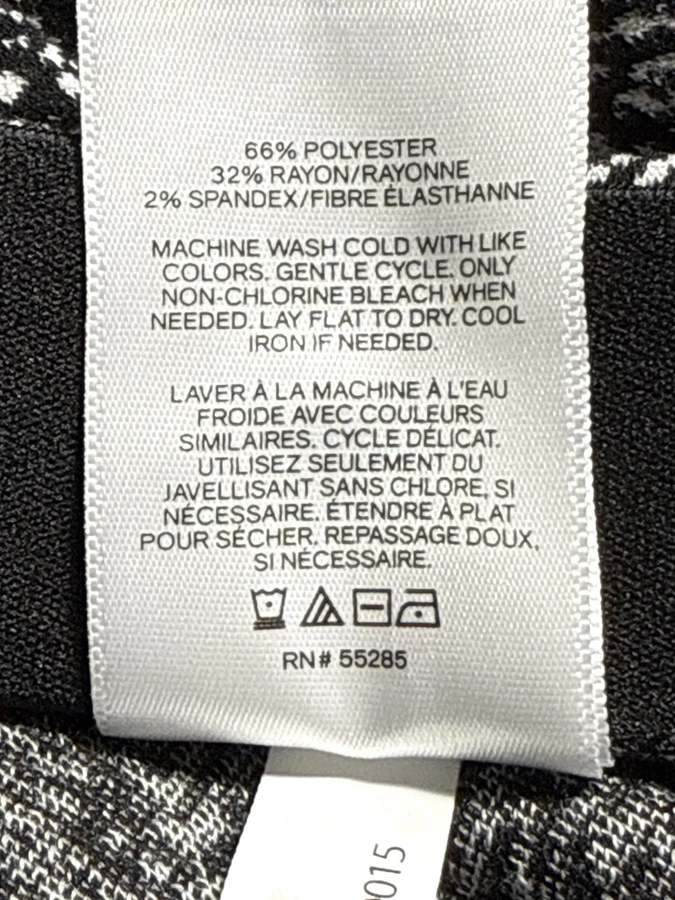 66% POLYESTER
32% RAYON/RAYONNE
2% SPANDEX/FIBRE ÉLASTHANNE
MACHINE WASH COLD WITH LIKE
COLORS. GENTLE CYCLE. ONLY
NON-CHLORINE BLEACH WHEN
NEEDED. LAY FLAT TO DRY. COOL
IRON IF NEEDED.
LAVER À LA MACHINE À L'EAU
FROIDE AVEC COULEURS
SIMILAIRES. CYCLE DÉLICAT.
UTILISEZ SEULEMENT DU
JAVELLISANT SANS CHLORE, SI
NÉCESSAIRE. ÉTENDRE À PLAT
POUR SÉCHER. REPASSAGE DOUX,
SI NÉCESSAIRE.
RN# 55285
0015